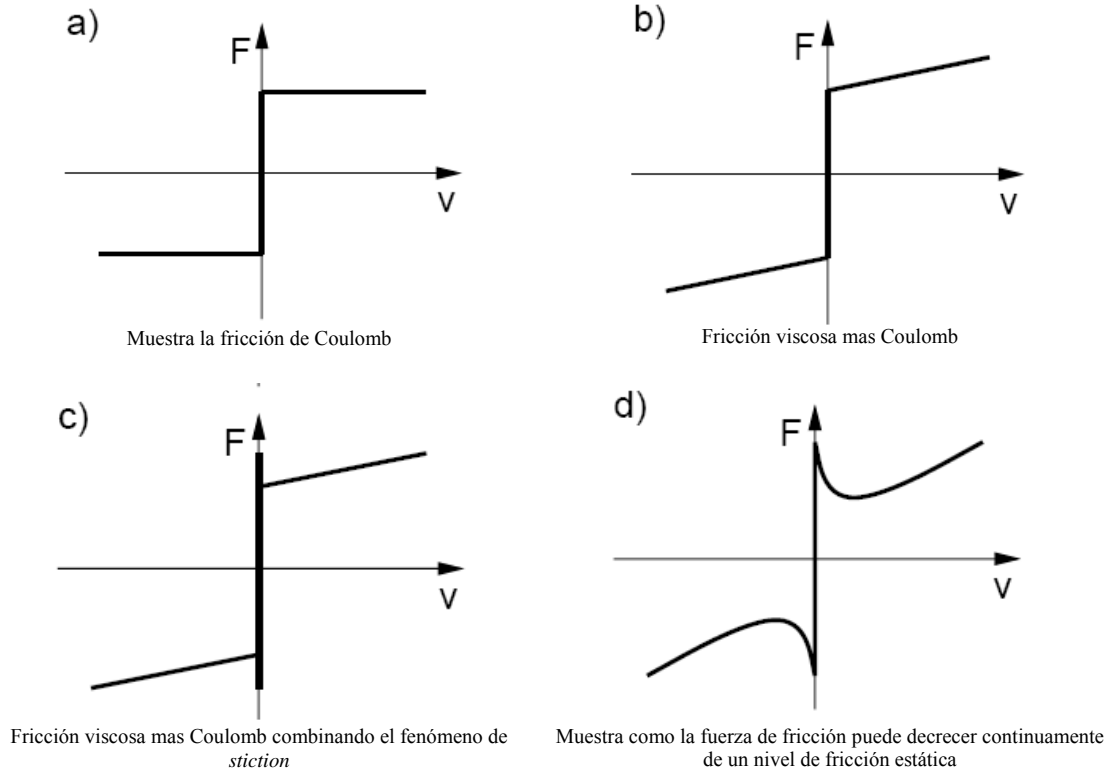 a)
F
v
Muestra la fricción de Coulomb
b)
F
v
Fricción viscosa mas Coulomb
c)
F
v
Fricción viscosa mas Coulomb combinando el fenómeno de
stiction
d)
F
v
Muestra como la fuerza de fricción puede decrecer continuamente
de un nivel de fricción estática